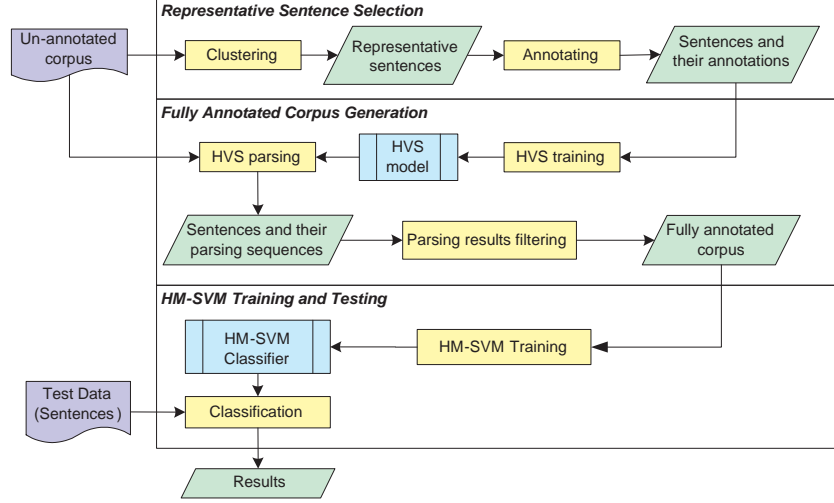 Representative Sentence Selection
Un-annotated
corpus
Clustering
Representative
sentences
Annotating
Sentences and
their annotations
Fully Annotated Corpus Generation
HVS parsing
HVS
model
HVS training
Sentences and their
parsing sequences
Parsing results filtering
Fully annotated
corpus
HM-SVM Training and Testing
HM-SVM
Classifier
HM-SVM Training
Test Data
(Sentences)
Classification
Results